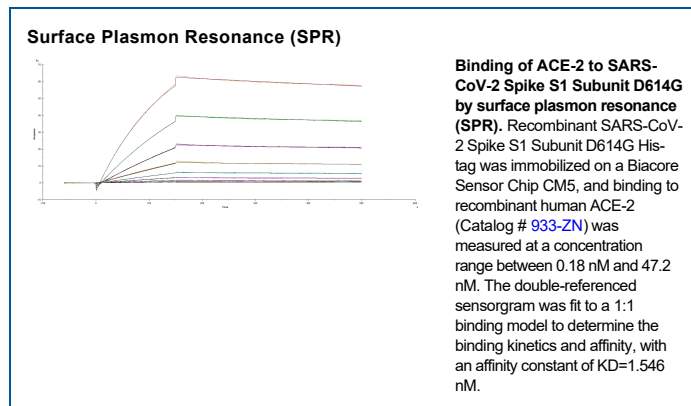 Surface Plasmon Resonance (SPR)
Binding of ACE-2 to SARS-
CoV-2 Spike S1 Subunit D614G
by surface plasmon resonance
(SPR). Recombinant SARS-CoV-
2 Spike S1 Subunit D614G His-
tag was immobilized on a Biacore
Sensor Chip CM5, and binding to
recombinant human ACE-2
(Catalog # 933-ZN) was
measured at a concentration
range between 0.18 nM and 47.2
nM. The double-referenced
sensorgram was fit to a 1:1
binding model to determine the
binding kinetics and affinity, with
an affinity constant of KD=1.546
nM.